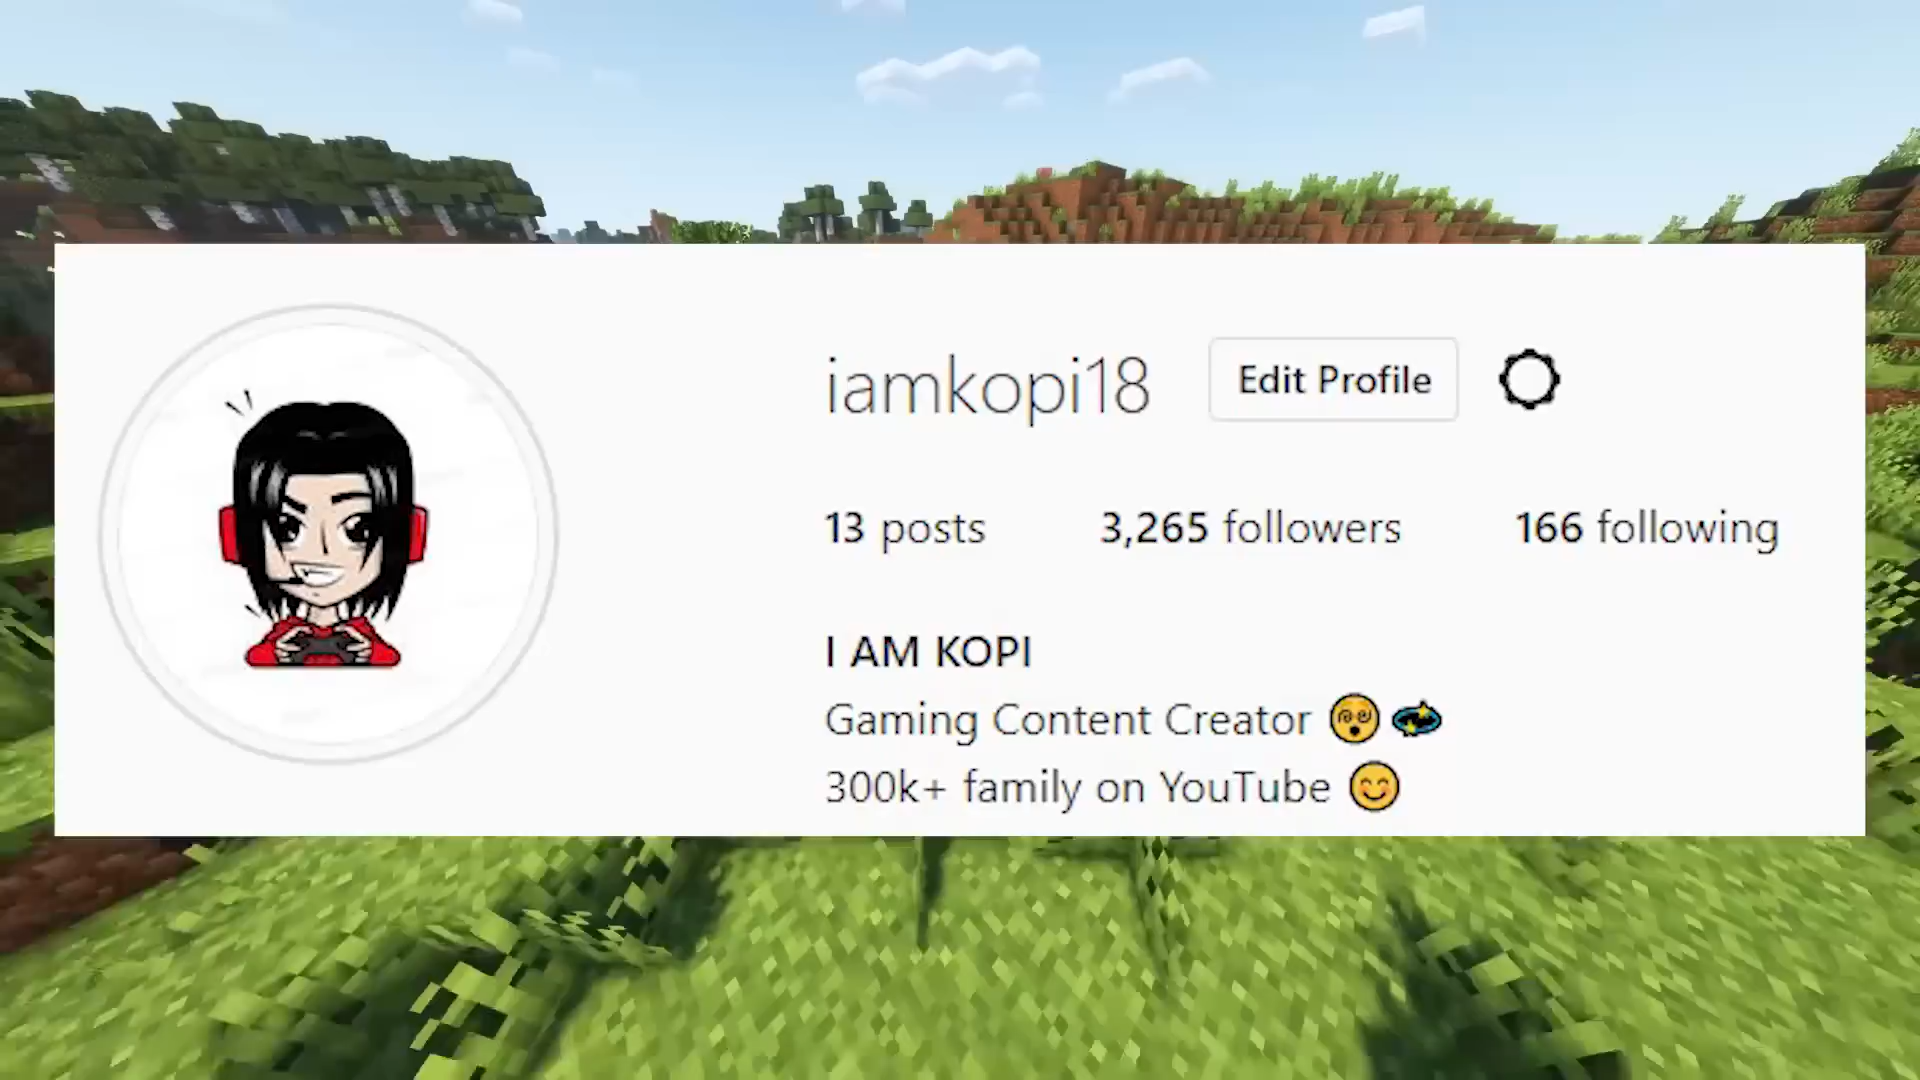 iamkopi18 Edit Profile
13 posts 3,265 followers 166 following
I AM KOPI
Gaming Content Creator 😵💫
300k+ family on YouTube 😊